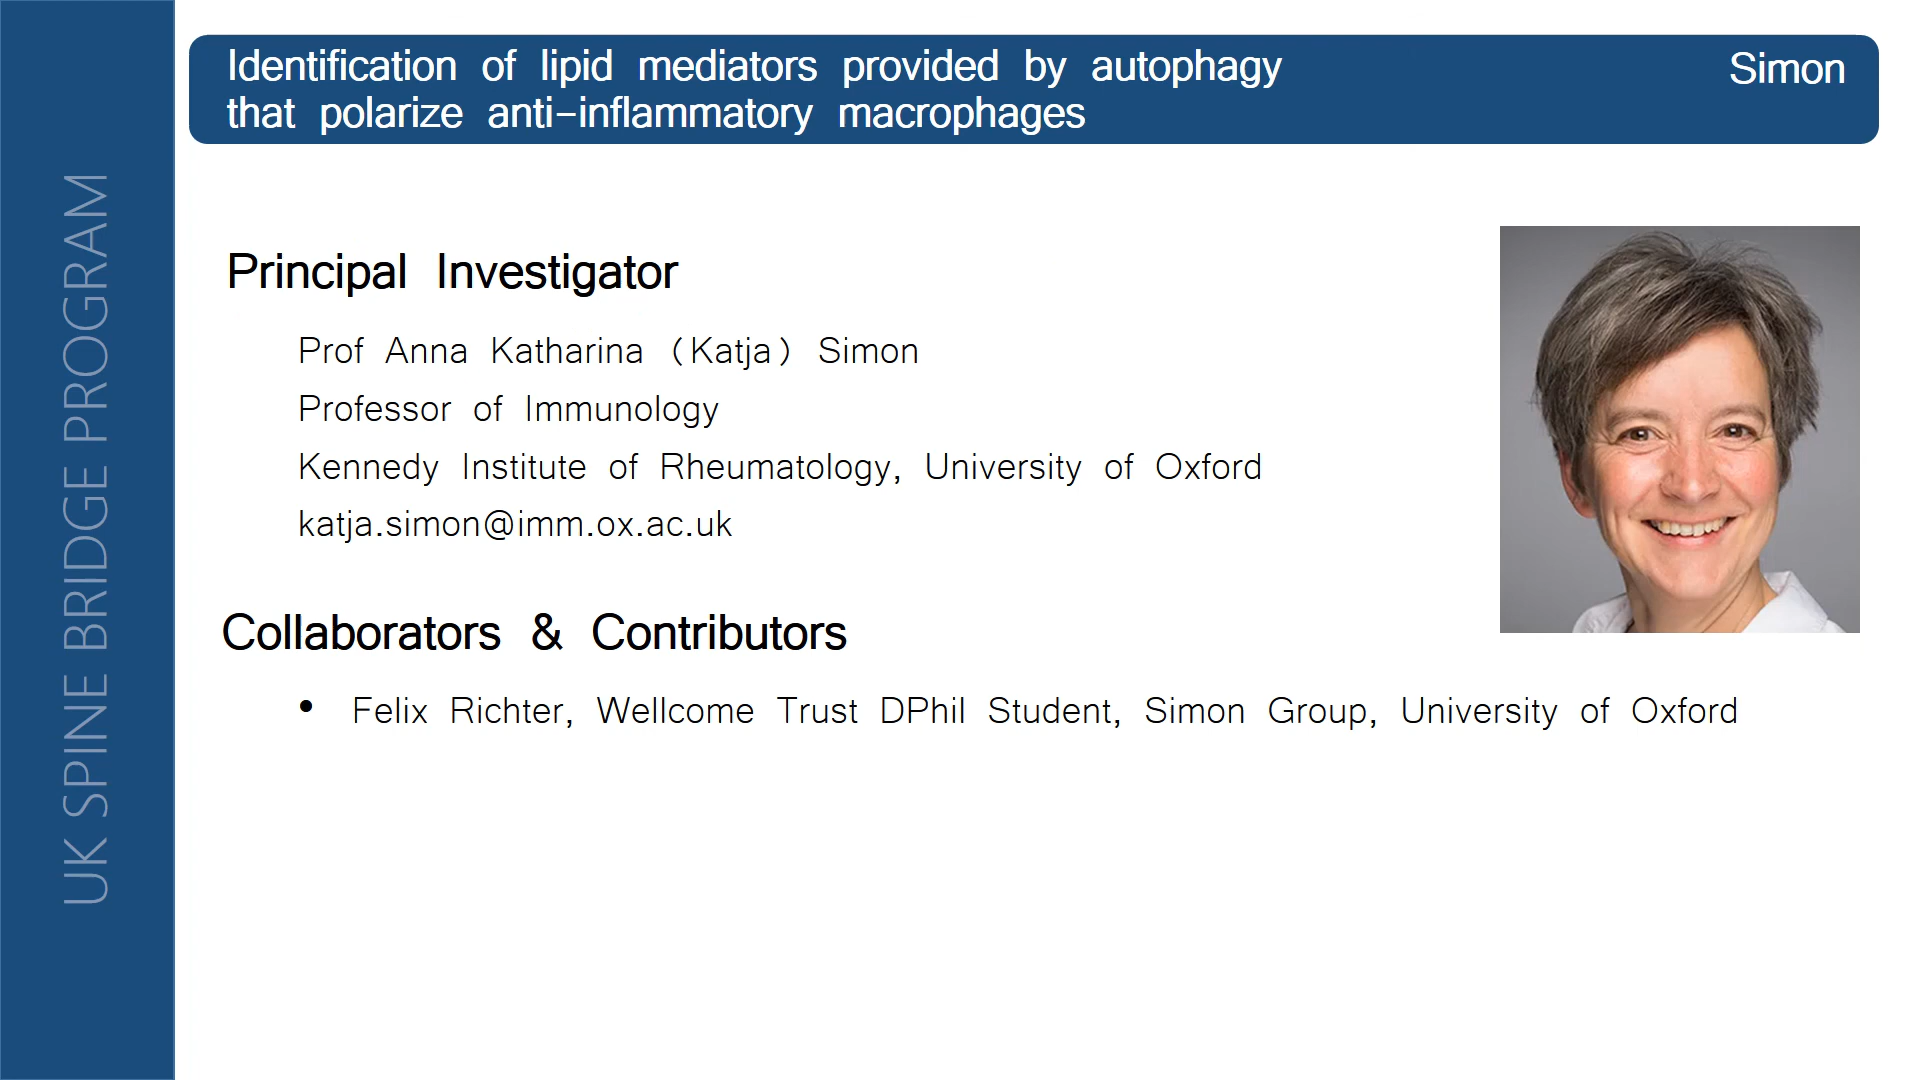 UK SPINE BRIDGE PROGRAM
Identification of lipid mediators provided by autophagy
that polarize anti-inflammatory macrophages
Simon
Principal Investigator
Prof Anna Katharina (Katja) Simon
Professor of Immunology
Kennedy Institute of Rheumatology, University of Oxford
katja.simon@imm.ox.ac.uk
Collaborators & Contributors
• Felix Richter, Wellcome Trust DPhil Student, Simon Group, University of Oxford